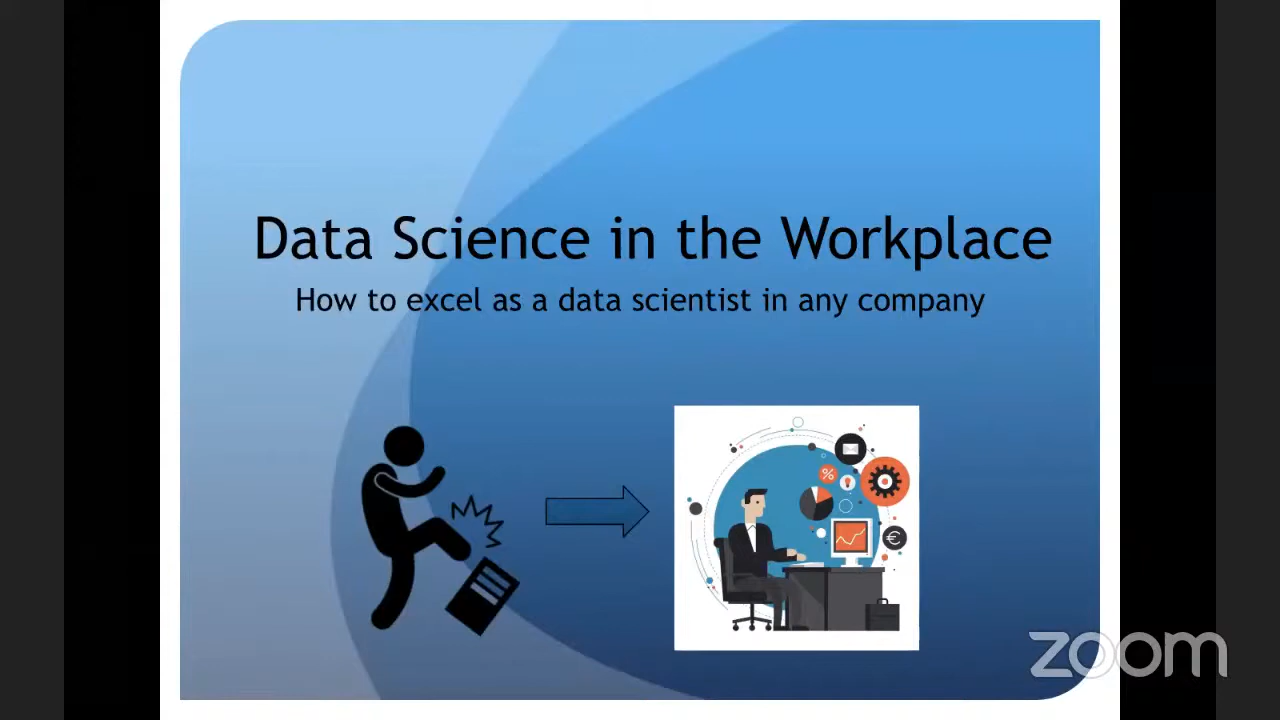 Data Science in the Workplace
How to excel as a data scientist in any company
%
€
zoom